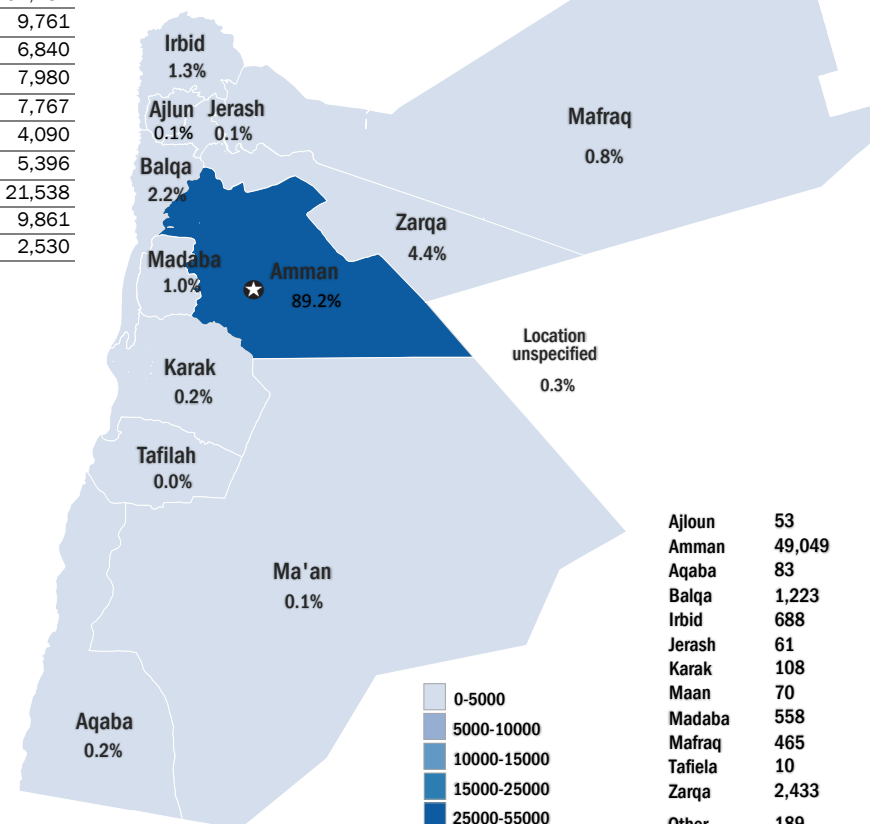 9,761
6,840
7,980
7,767
4,090
5,396
21,538
9,861
2,530
Irbid
1.3%
Ajlun
0.1%
Jerash
0.1%
Mafraq
0.8%
Balqa
2.2%
Zarqa
4.4%
Madaba
1.0%
Amman
89.2%
Location
unspecified
0.3%
Karak
0.2%
Tafilah
0.0%
Ma'an
0.1%
Aqaba
0.2%
0-5000
5000-10000
10000-15000
15000-25000
25000-55000
Ajloun 53
Amman 49,049
Aqaba 83
Balqa 1,223
Irbid 688
Jerash 61
Karak 108
Maan 70
Madaba 558
Mafraq 465
Tafiela 10
Zarqa 2,433
Other 189